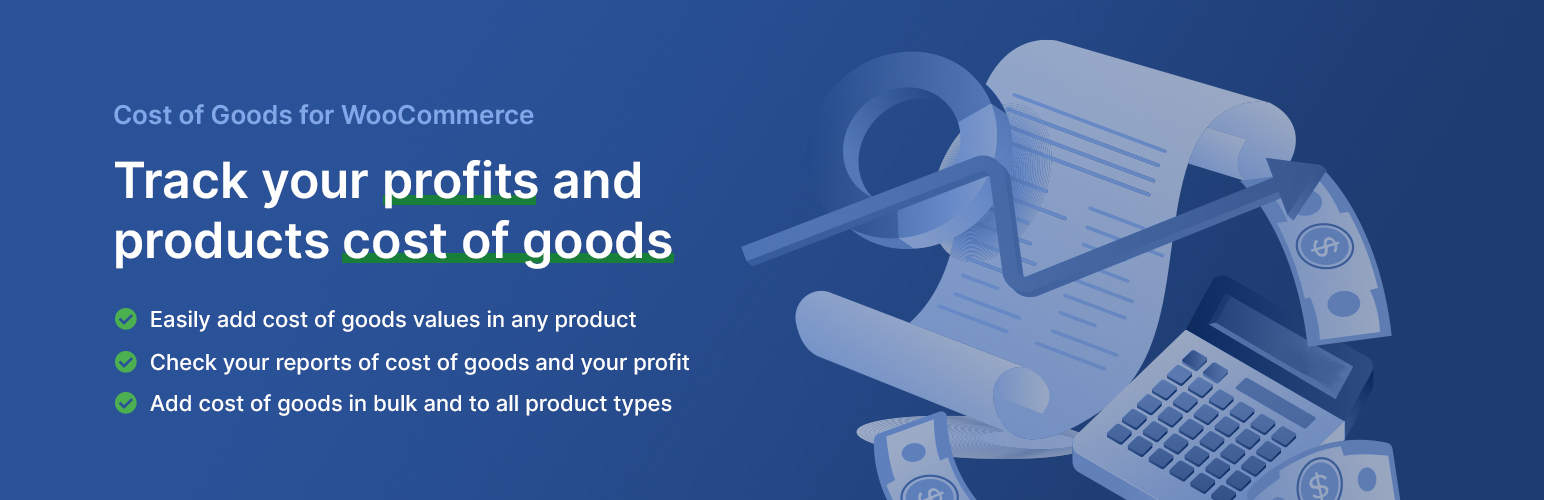 Cost of Goods for WooCommerce
Track your profits and
products cost of goods
Easily add cost of goods values in any product
Check your reports of cost of goods and your profit
Add cost of goods in bulk and to all product types
$
$
$